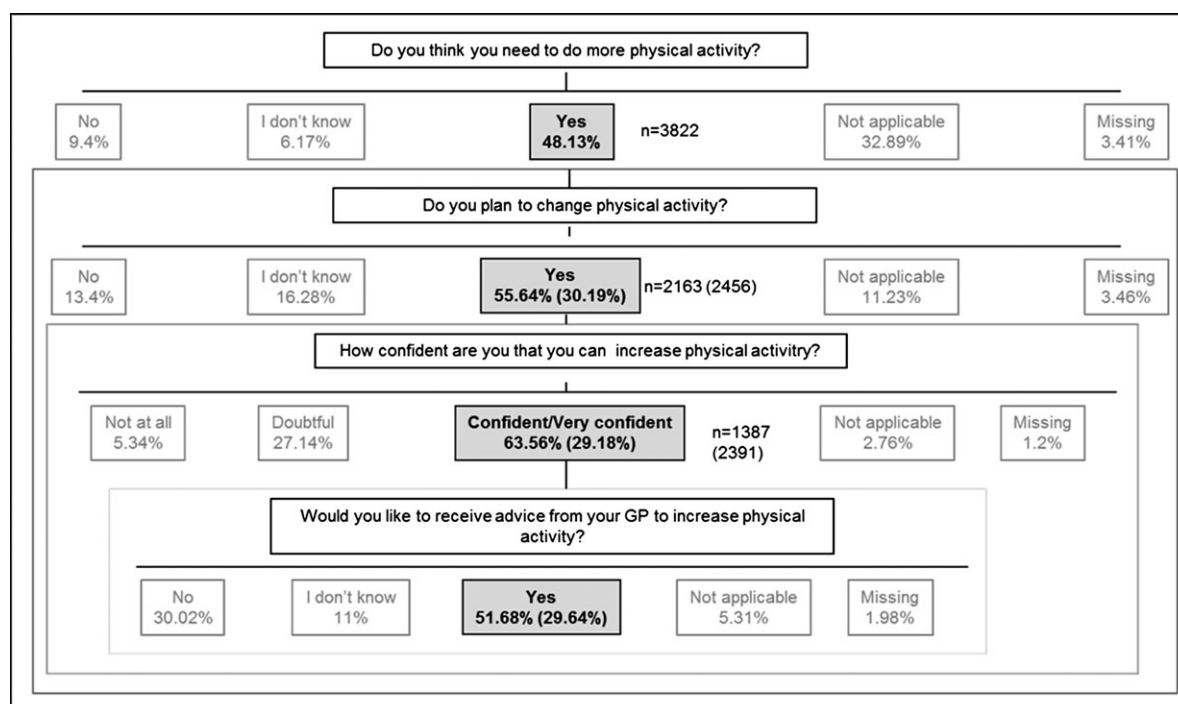 Do you think you need to do more physical activity?
No
9.4%
I don't know
6.17%
Yes
48.13%
n=3822
Not applicable
32.89%
Missing
3.41%
Do you plan to change physical activity?
No
13.4%
I don't know
16.28%
Yes
55.64% (30.19%)
n=2163 (2456)
Not applicable
11.23%
Missing
3.46%
How confident are you that you can increase physical activitry?
Not at all
5.34%
Doubtful
27.14%
Confident/Very confident
63.56% (29.18%)
n=1387
(2391)
Not applicable
2.76%
Missing
1.2%
Would you like to receive advice from your GP to increase physical
activity?
No
30.02%
I don't know
11%
Yes
51.68% (29.64%)
Not applicable
5.31%
Missing
1.98%